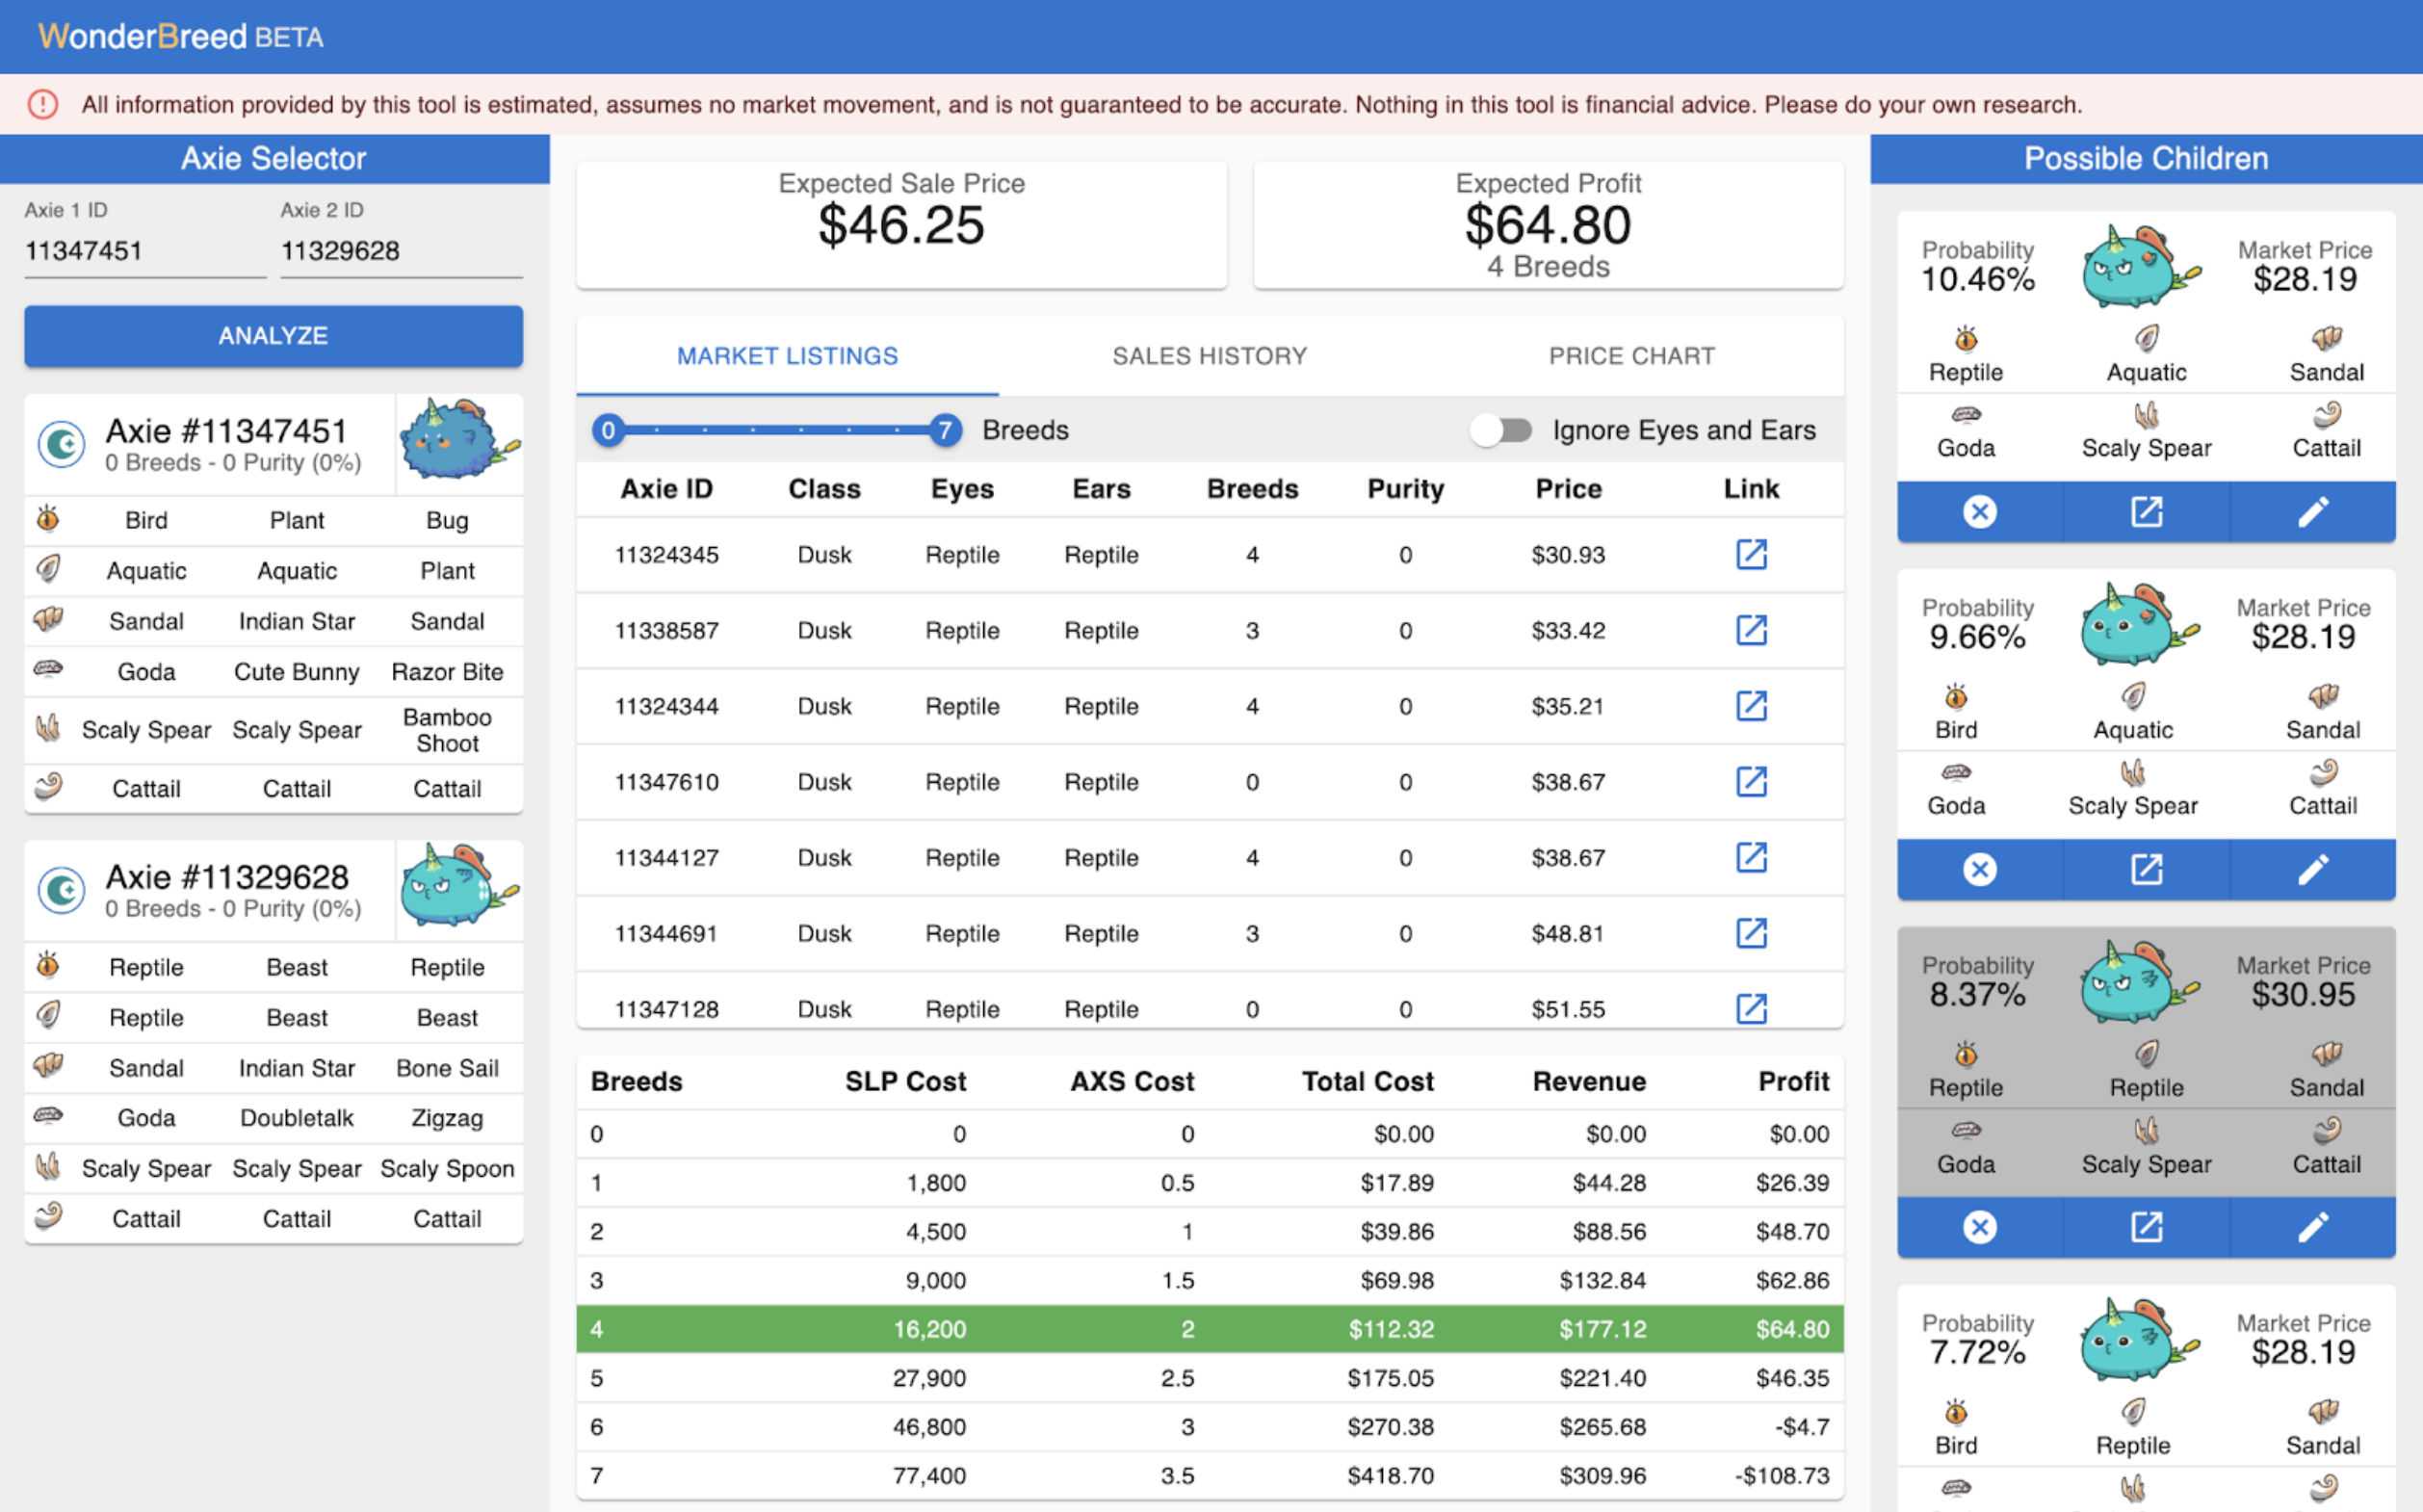 WonderBreed BETA
All information provided by this tool is estimated, assumes no market movement, and is not guaranteed to be accurate. Nothing in this tool is financial advice. Please do your own research.
Axie Selector
Axie 1 ID Axie 2 ID
11347451 11329628
ANALYZE
Axie #11347451
0 Breeds - 0 Purity (0%)
Bird Plant Bug
Aquatic Aquatic Plant
Sandal Indian Star Sandal
Goda Cute Bunny Razor Bite
Scaly Spear Scaly Spear Bamboo Shoot
Cattail Cattail Cattail
Axie #11329628
0 Breeds - 0 Purity (0%)
Reptile Beast Reptile
Reptile Beast Beast
Sandal Indian Star Bone Sail
Goda Doubletalk Zigzag
Scaly Spear Scaly Spear Scaly Spoon
Cattail Cattail Cattail
Expected Sale Price
$46.25
Expected Profit
$64.80
4 Breeds
MARKET LISTINGS SALES HISTORY PRICE CHART
0 7 Breeds Ignore Eyes and Ears
Axie ID Class Eyes Ears Breeds Purity Price Link
11324345 Dusk Reptile Reptile 4 0 $30.93
11338587 Dusk Reptile Reptile 3 0 $33.42
11324344 Dusk Reptile Reptile 4 0 $35.21
11347610 Dusk Reptile Reptile 0 0 $38.67
11344127 Dusk Reptile Reptile 4 0 $38.67
11344691 Dusk Reptile Reptile 3 0 $48.81
11347128 Dusk Reptile Reptile 0 0 $51.55
Breeds SLP Cost AXS Cost Total Cost Revenue Profit
0 0 0 $0.00 $0.00 $0.00
1 1,800 0.5 $17.89 $44.28 $26.39
2 4,500 1 $39.86 $88.56 $48.70
3 9,000 1.5 $69.98 $132.84 $62.86
4 16,200 2 $112.32 $177.12 $64.80
5 27,900 2.5 $175.05 $221.40 $46.35
6 46,800 3 $270.38 $265.68 -$4.7
7 77,400 3.5 $418.70 $309.96 -$108.73
Possible Children
Probability Market Price
10.46% $28.19
Reptile Aquatic Sandal
Goda Scaly Spear Cattail
Probability Market Price
9.66% $28.19
Bird Aquatic Sandal
Goda Scaly Spear Cattail
Probability Market Price
8.37% $30.95
Reptile Reptile Sandal
Goda Scaly Spear Cattail
Probability Market Price
7.72% $28.19
Bird Reptile Sandal